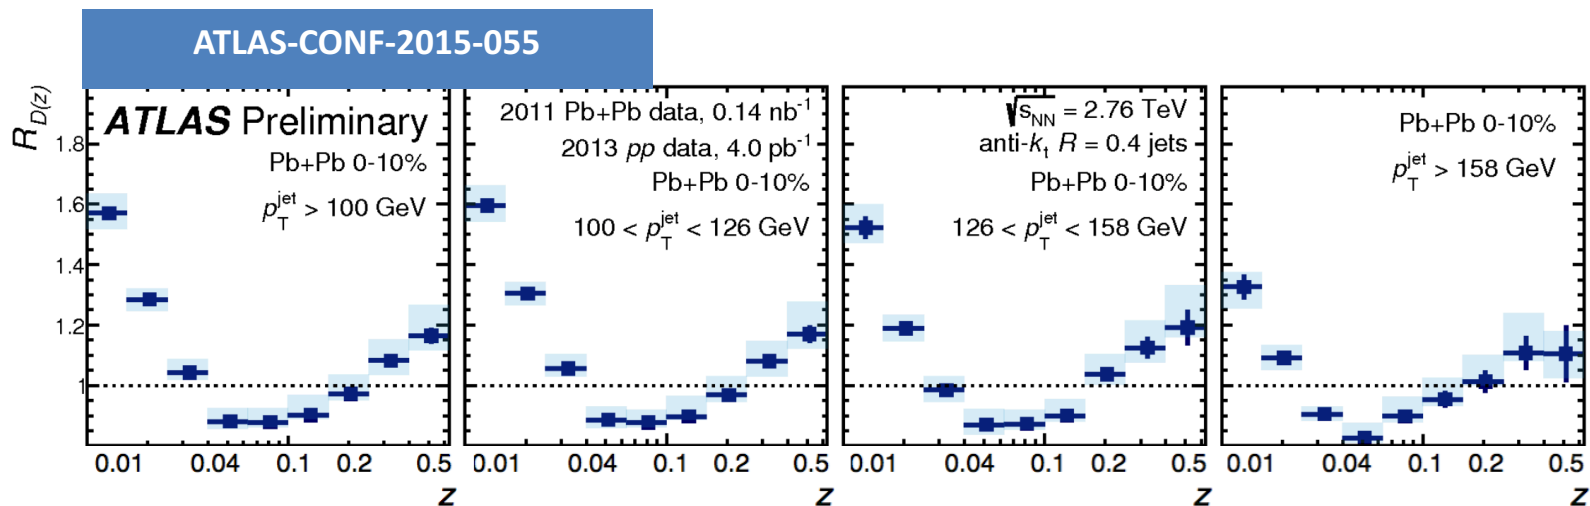 ATLAS-CONF-2015-055
R_D(z)
1.8
1.6
1.4
1.2
1
ATLAS Preliminary
Pb+Pb 0-10%
p_T^jet > 100 GeV
0.01 0.04 0.1 0.2 0.5
z
2011 Pb+Pb data, 0.14 nb⁻¹
2013 pp data, 4.0 pb⁻¹
Pb+Pb 0-10%
100 < p_T^jet < 126 GeV
0.01 0.04 0.1 0.2 0.5
z
√s_NN = 2.76 TeV
anti-k_t R = 0.4 jets
Pb+Pb 0-10%
126 < p_T^jet < 158 GeV
0.01 0.04 0.1 0.2 0.5
z
Pb+Pb 0-10%
p_T^jet > 158 GeV
0.01 0.04 0.1 0.2 0.5
z